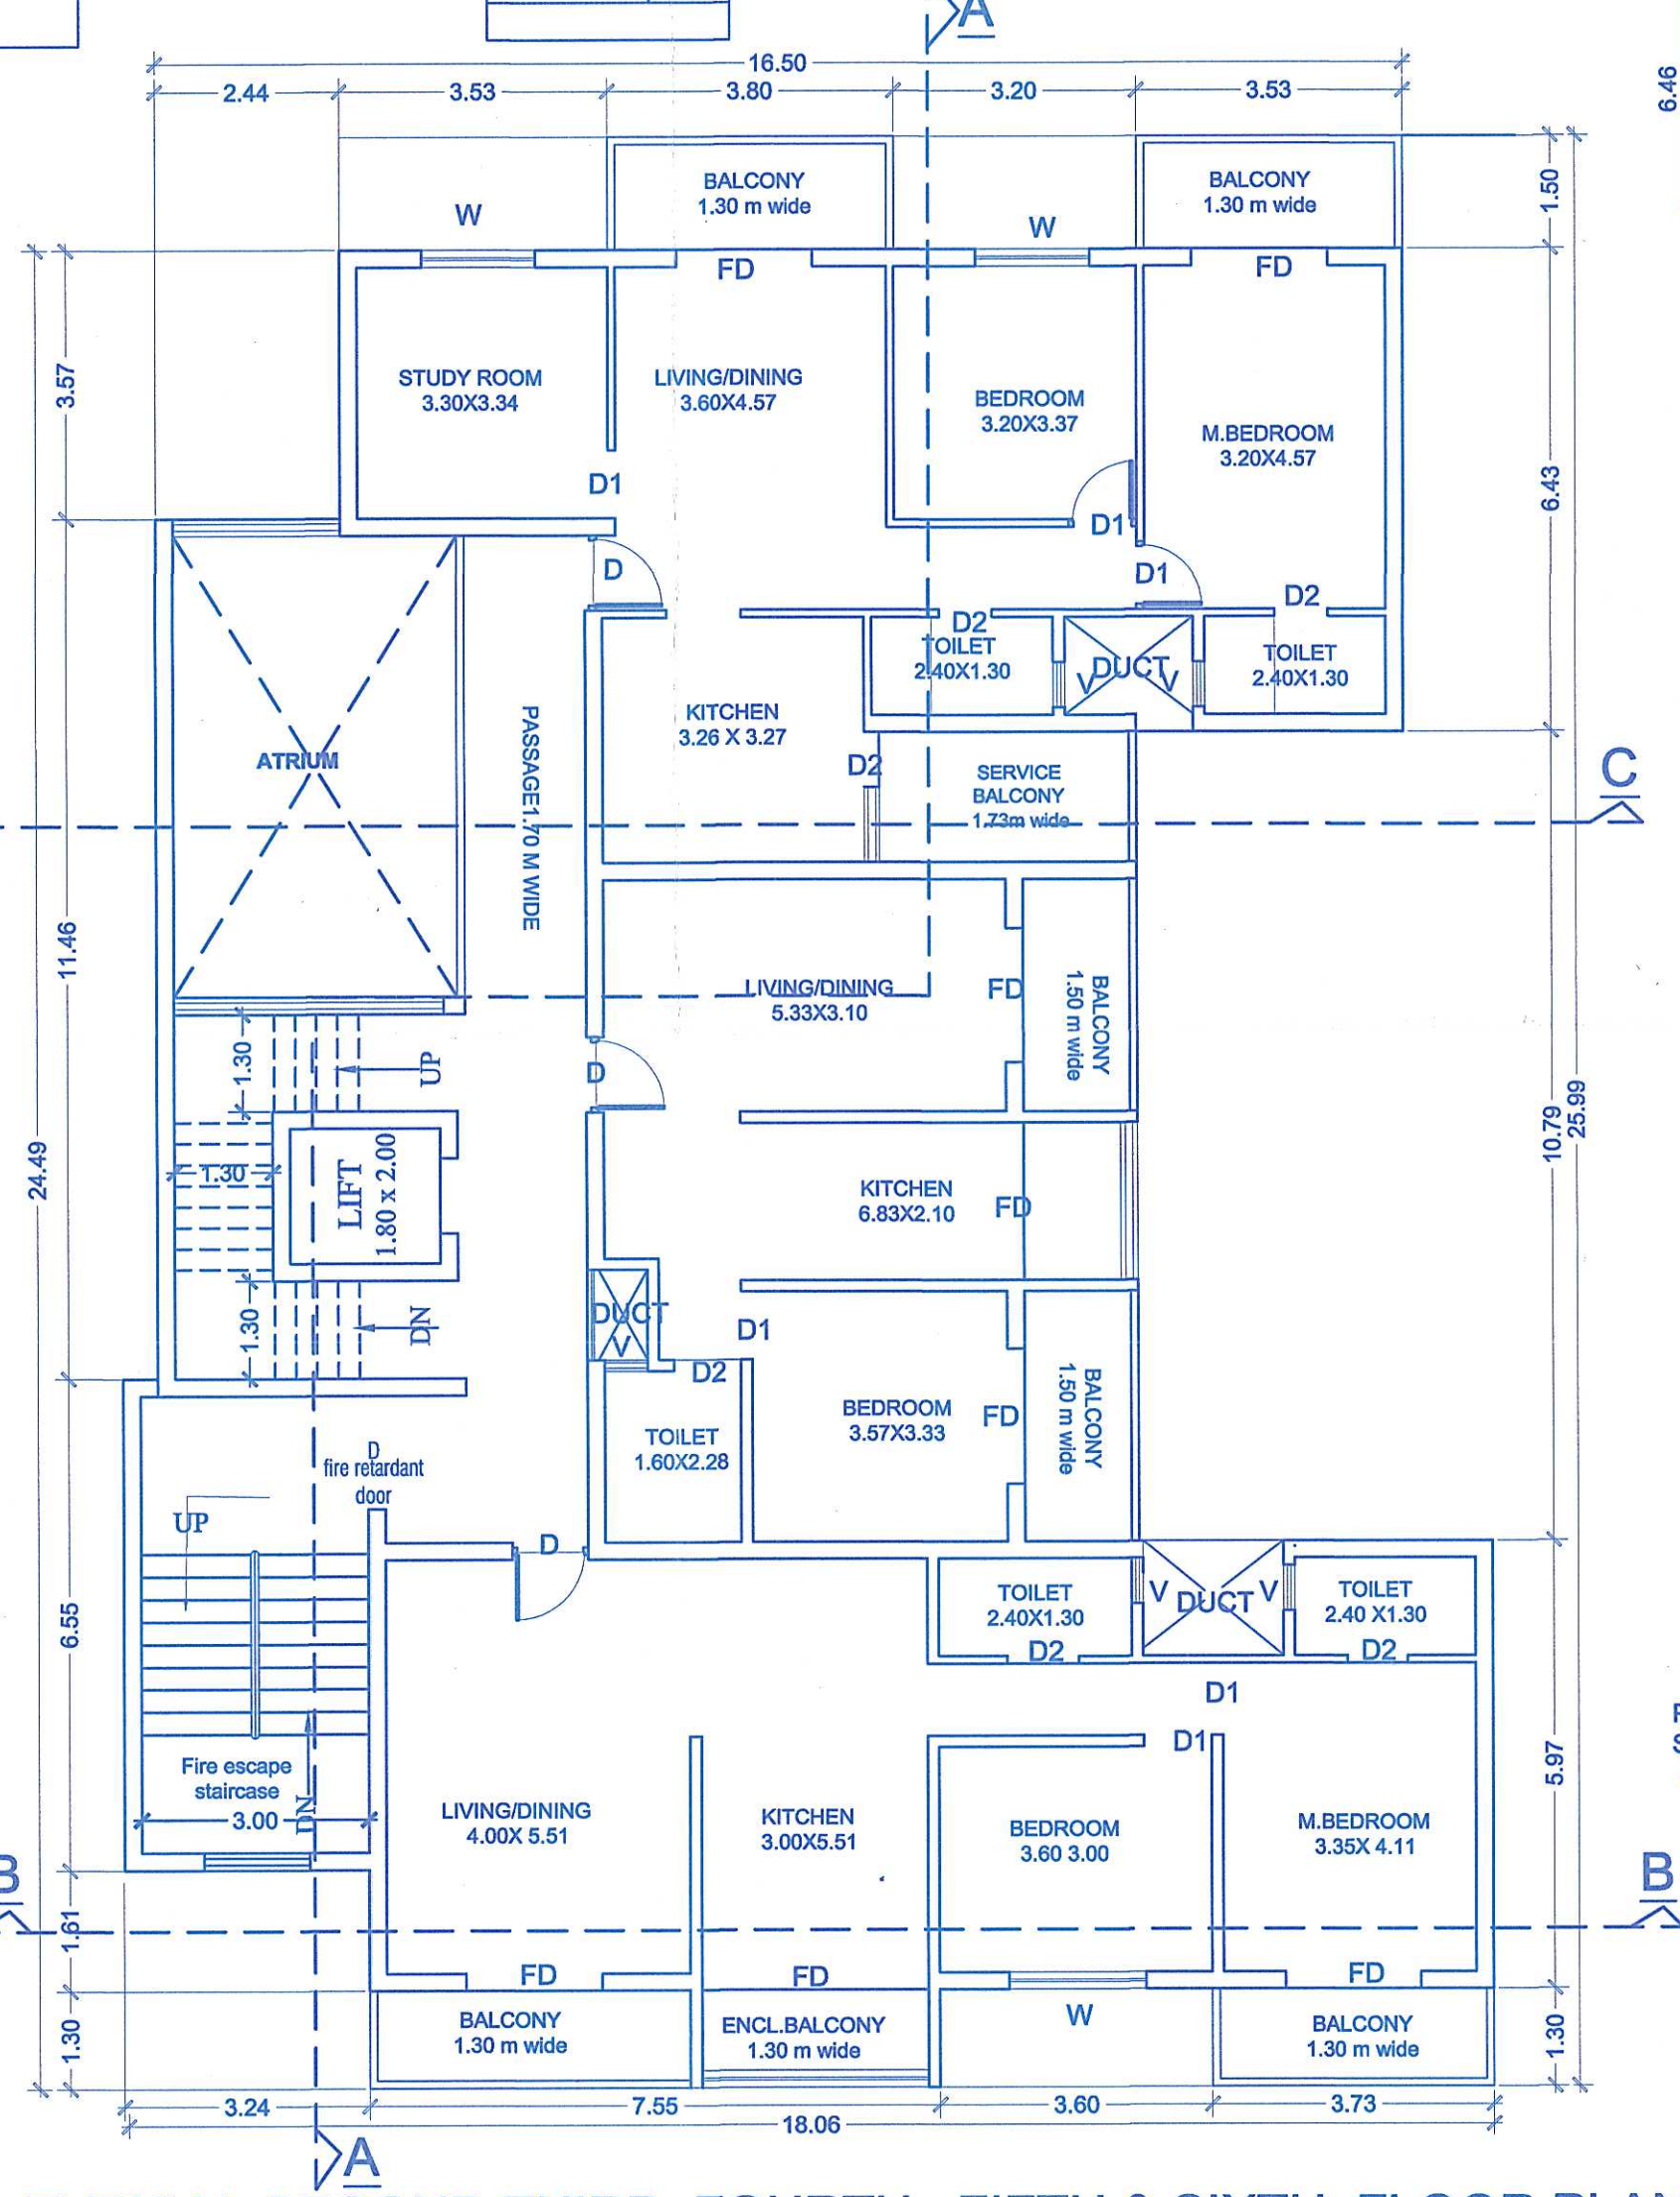 A
16.50
2.44
3.53
3.80
3.20
3.53
6.46
BALCONY
1.30 m wide
BALCONY
1.30 m wide
1.50
W
W
FD
FD
3.57
STUDY ROOM
3.30X3.34
LIVING/DINING
3.60X4.57
BEDROOM
3.20X3.37
M.BEDROOM
3.20X4.57
6.43
D1
D1
D
D1
D2
D2
TOILET
2.40X1.30
V
DUCT
V
TOILET
2.40X1.30
KITCHEN
3.26 X 3.27
ATRIUM
PASSAGE1.70 M WIDE
D2
SERVICE
BALCONY
1.73m wide
C
11.46
LIVING/DINING
5.33X3.10
FD
BALCONY
1.50 m wide
1.30
UP
D
24.49
1.30
LIFT
1.80 x 2.00
KITCHEN
6.83X2.10
FD
10.79
25.99
1.30
DN
DUCT
V
D1
D2
BEDROOM
3.57X3.33
FD
BALCONY
1.50 m wide
TOILET
1.60X2.28
D
fire retardant
door
UP
D
6.55
TOILET
2.40X1.30
D2
V
DUCT
V
TOILET
2.40 X1.30
D2
D1
D1
Fire escape
staircase
3.00
DN
LIVING/DINING
4.00X 5.51
KITCHEN
3.00X5.51
BEDROOM
3.60 3.00
M.BEDROOM
3.35X 4.11
5.97
B
B
1.61
FD
FD
FD
W
1.30
BALCONY
1.30 m wide
ENCL.BALCONY
1.30 m wide
BALCONY
1.30 m wide
1.30
3.24
7.55
3.60
3.73
18.06
A